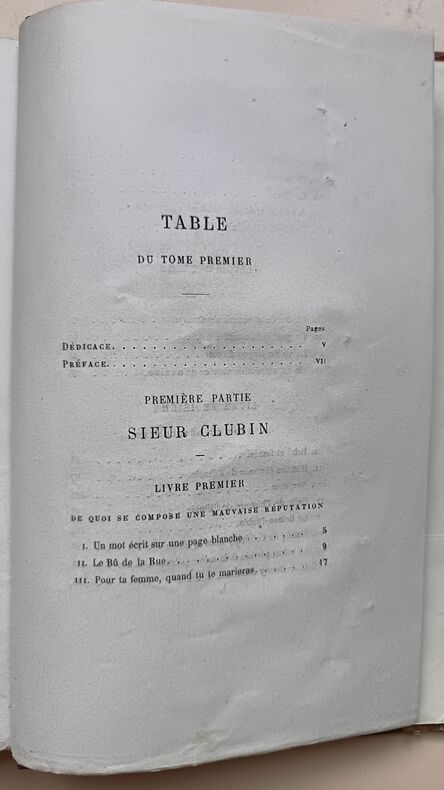 TABLE
DU TOME PREMIER
Pages
DÉDICACE. . . . . . . . . . . . . . . . . . . . . V
PRÉFACE. . . . . . . . . . . . . . . . . . . . . VII
PREMIÈRE PARTIE
SIEUR CLUBIN
LIVRE PREMIER
DE QUOI SE COMPOSE UNE MAUVAISE RÉPUTATION
I. Un mot écrit sur une page blanche. . . . . . . . 5
II. Le Bû de la Rue. . . . . . . . . . . . . . . 9
III. Pour ta femme, quand tu te marieras. . . . . . . 17